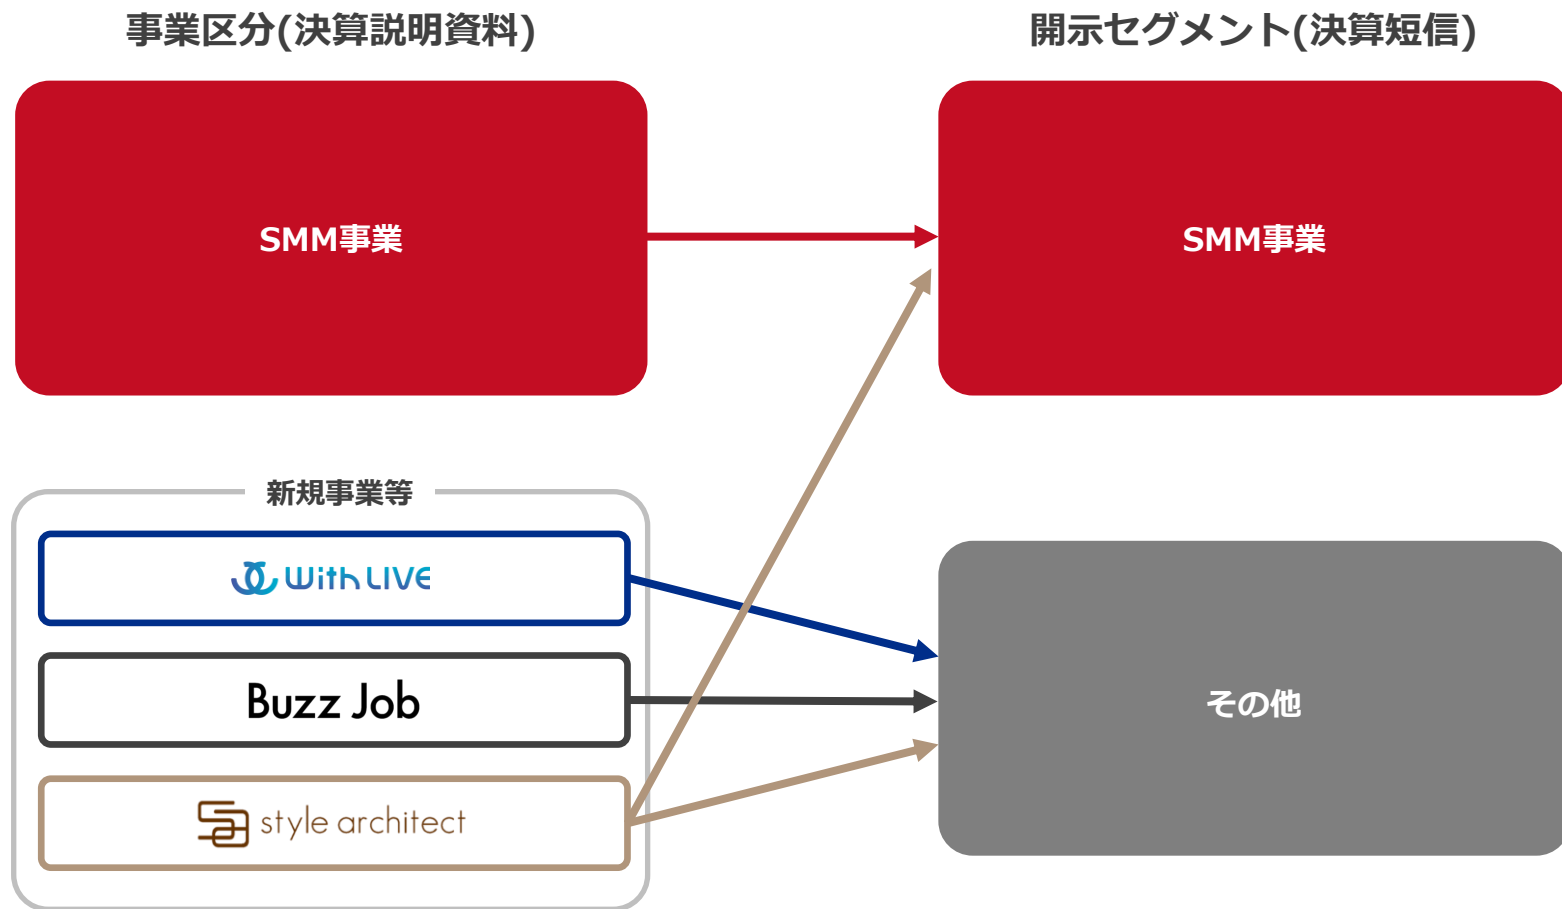 事業区分(決算説明資料)
開示セグメント(決算短信)
SMM事業
SMM事業
新規事業等
With LIVE
Buzz Job
style architect
その他